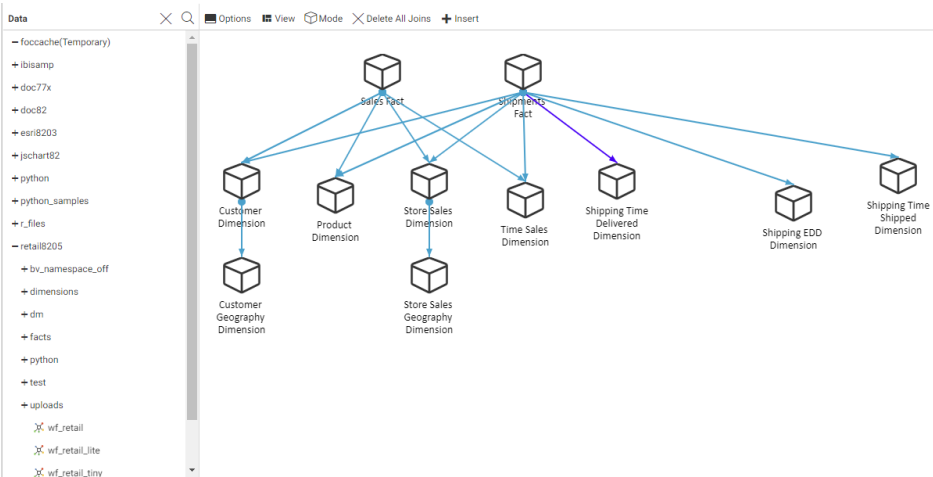 Data
Options View Mode Delete All Joins Insert
foccache(Temporary)
ibisamp
doc77x
doc82
esri8203
jschart82
python
python_samples
r_files
retail8205
bv_namespace_off
dimensions
dm
facts
python
test
uploads
wf_retail
wf_retail_lite
wf_retail_tiny
Sales Fact
Shipments
Fact
Customer
Dimension
Product
Dimension
Store Sales
Dimension
Time Sales
Dimension
Shipping Time
Delivered
Dimension
Shipping EDD
Dimension
Shipping Time
Shipped
Dimension
Customer
Geography
Dimension
Store Sales
Geography
Dimension